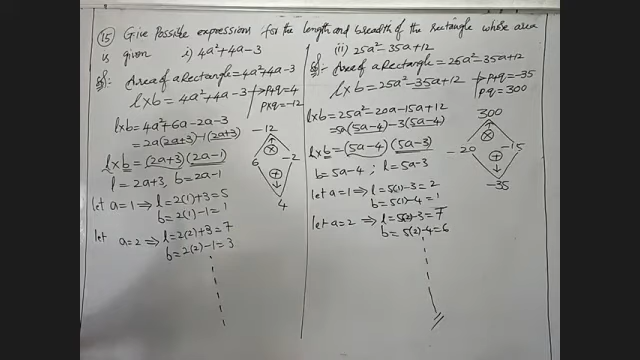 (15) Give Possible expressions for the length and breadth of the rectangle whose area
is given i) 4a²+4a-3
Sol:- Area of a Rectangle = 4a²+4a-3
l×b = 4a²+4a-3 → p+q = 4
p×q = -12
l×b = 4a²+6a-2a-3
= 2a(2a+3)-1(2a+3)
l×b = (2a+3)(2a-1)
l = 2a+3, b = 2a-1
let a=1 ⇒ l = 2(1)+3 = 5
b = 2(1)-1 = 1
let a=2 ⇒ l = 2(2)+3 = 7
b = 2(2)-1 = 3
-12
×
6 -2
+
4
(ii) 25a²-35a+12
Sol:- Area of a Rectangle = 25a²-35a+12
l×b = 25a²-35a+12 → p+q = -35
p×q = 300
l×b = 25a²-20a-15a+12
= 5a(5a-4)-3(5a-4)
l×b = (5a-4)(5a-3)
b = 5a-4 ; l = 5a-3
let a=1 ⇒ l = 5(1)-3 = 2
b = 5(1)-4 = 1
let a=2 ⇒ l = 5(2)-3 = 7
b = 5(2)-4 = 6
300
×
-20 -15
+
-35